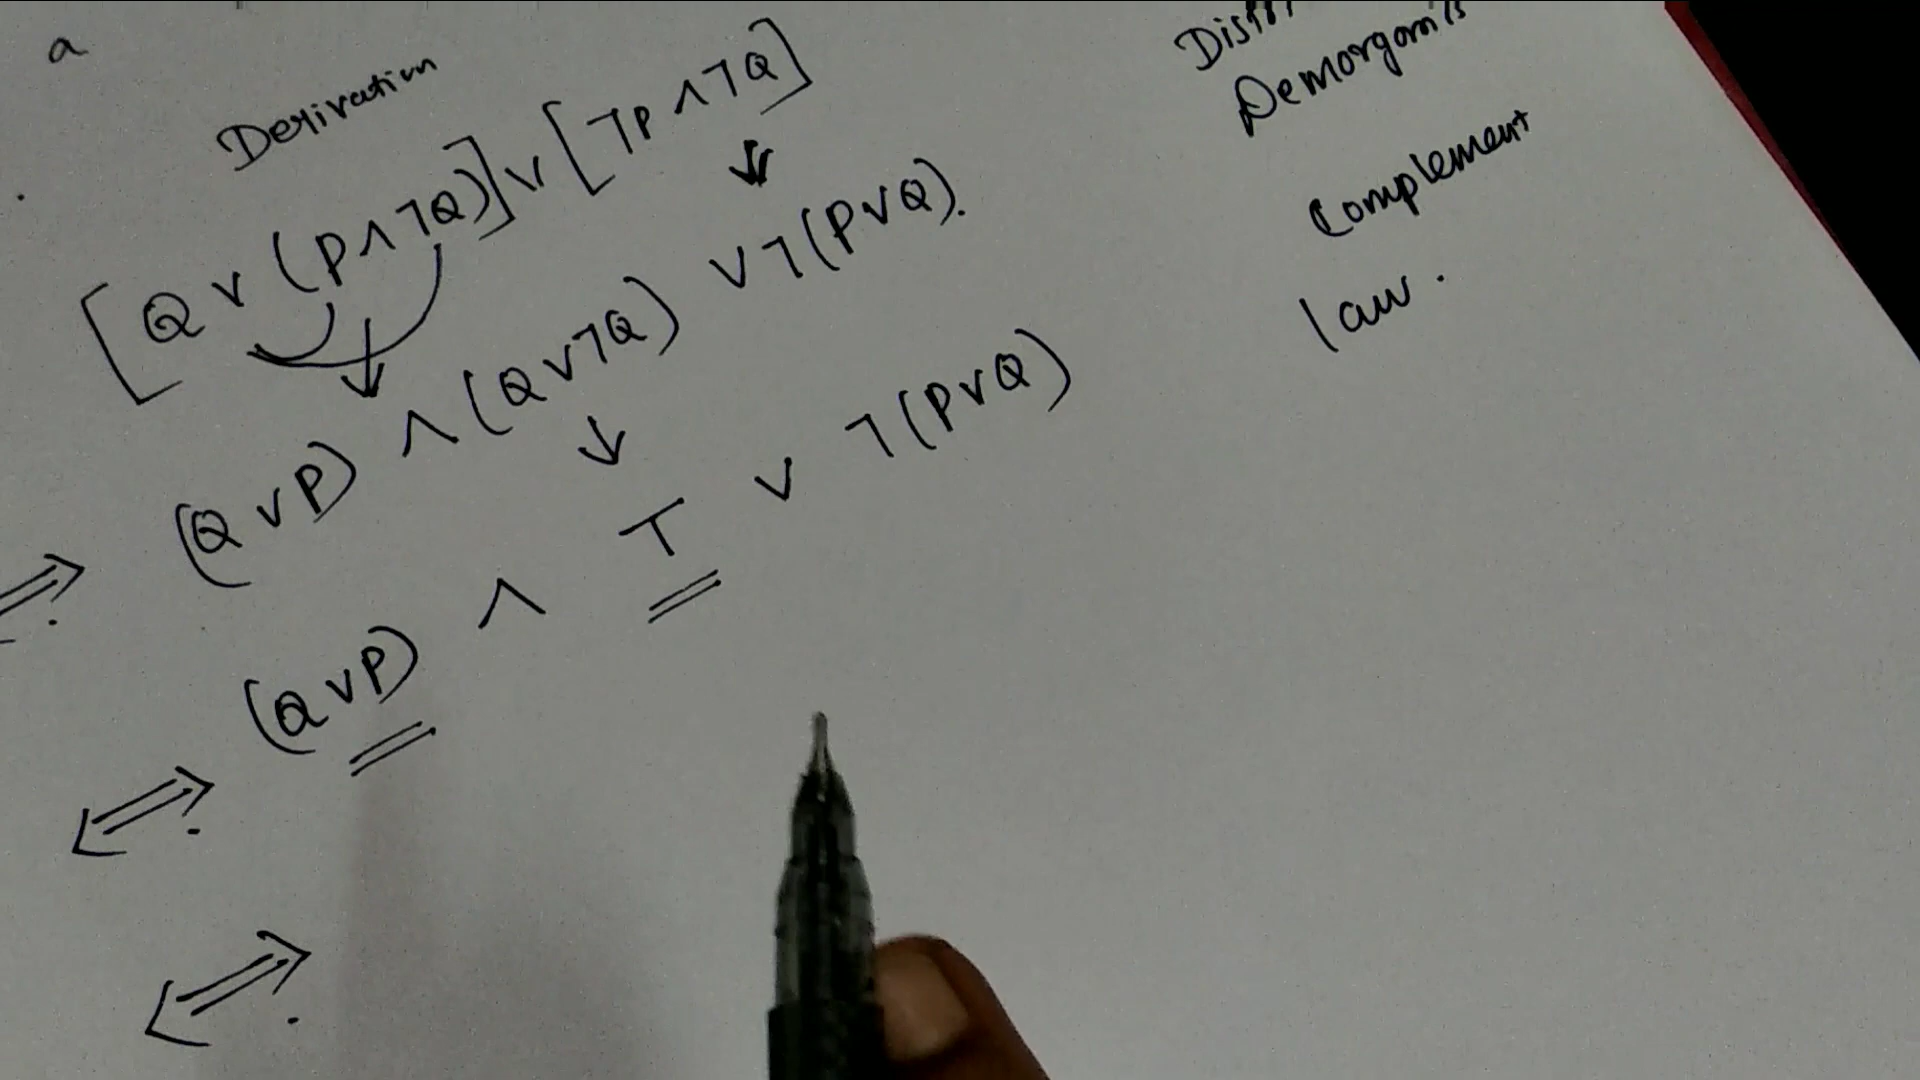 a
Derivation
[Q ∨ (P ∧ ¬Q)] ∨ [¬P ∧ ¬Q]
(Q ∨ P) ∧ (Q ∨ ¬Q) ∨ ¬(P ∨ Q).
(Q ∨ P) ∧ T ∨ ¬(P ∨ Q)
Demorgan's
Complement
law.